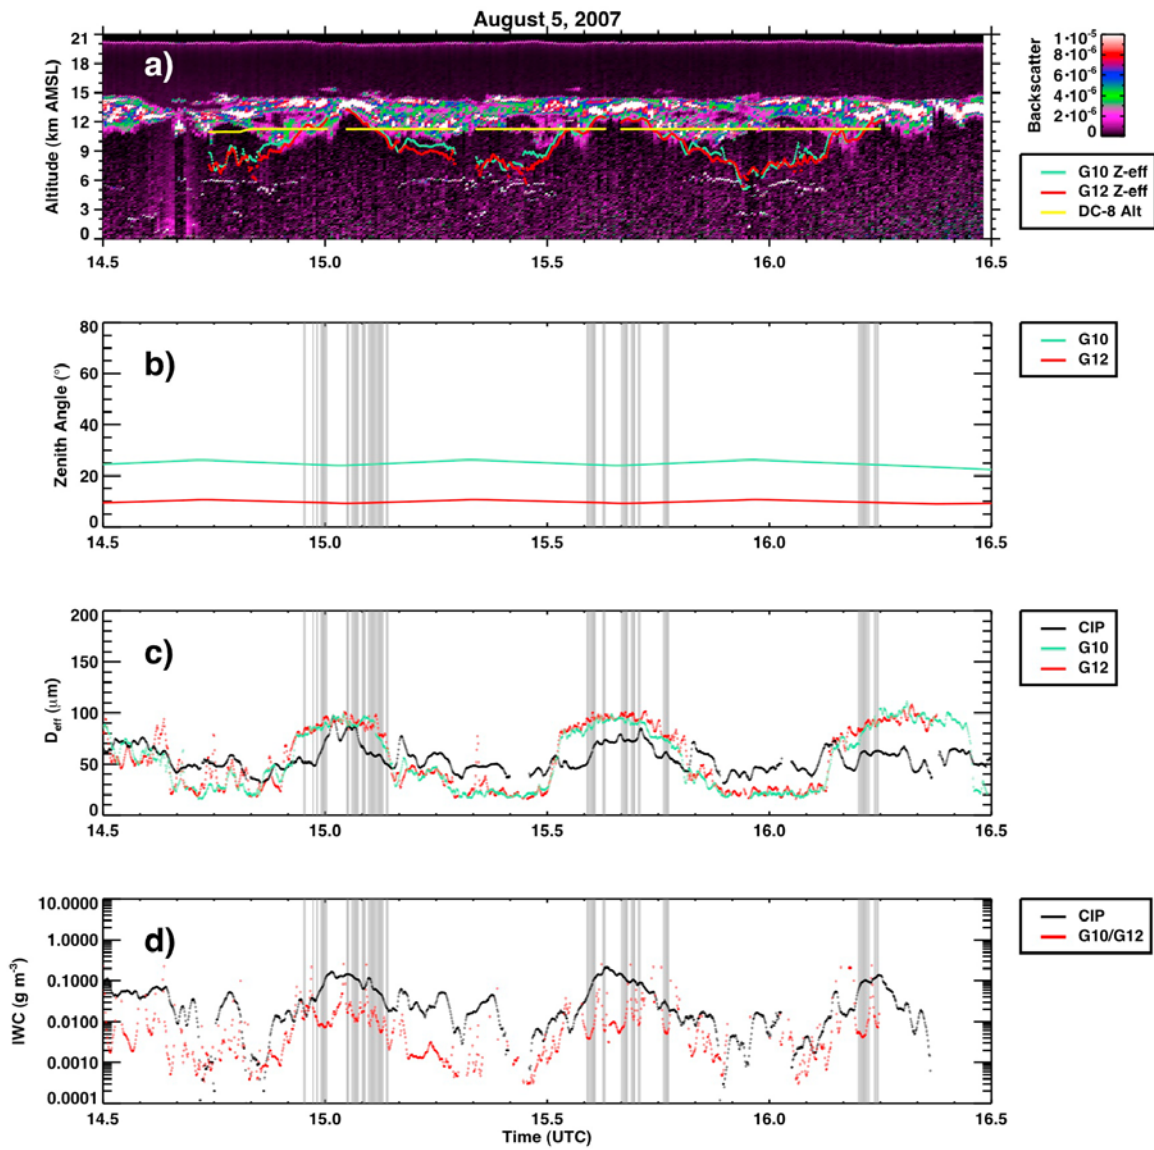 August 5, 2007
a)
Altitude (km AMSL)
21
18
15
12
9
6
3
0
14.5 15.0 15.5 16.0 16.5
Backscatter
1·10⁻⁵
8·10⁻⁶
6·10⁻⁶
4·10⁻⁶
2·10⁻⁶
0
G10 Z-eff
G12 Z-eff
DC-8 Alt
b)
Zenith Angle (°)
80
60
40
20
0
14.5 15.0 15.5 16.0 16.5
G10
G12
c)
D_eff (μm)
200
150
100
50
0
14.5 15.0 15.5 16.0 16.5
CIP
G10
G12
d)
IWC (g m⁻³)
10.0000
1.0000
0.1000
0.0100
0.0010
0.0001
14.5 15.0 15.5 16.0 16.5
Time (UTC)
CIP
G10/G12